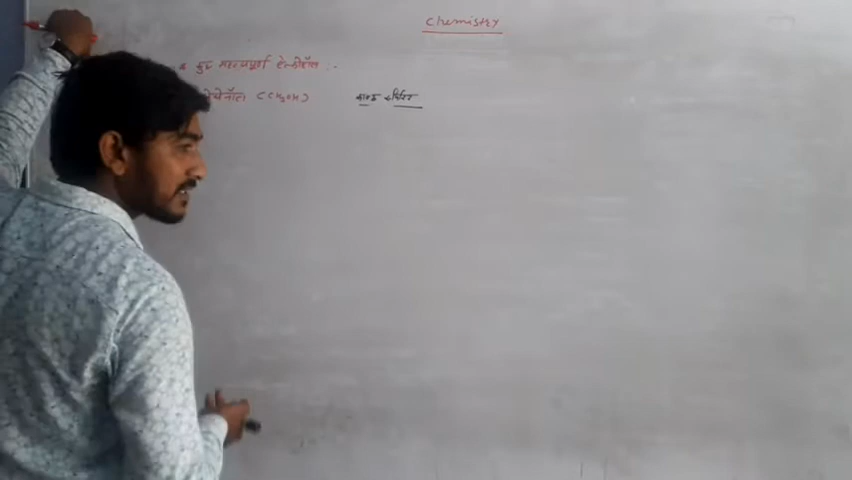 Chemistry
* कुछ महत्वपूर्ण ऐल्कोहॉल :-
मेथेनॉल (CH3OH) काष्ठ स्पिरिट